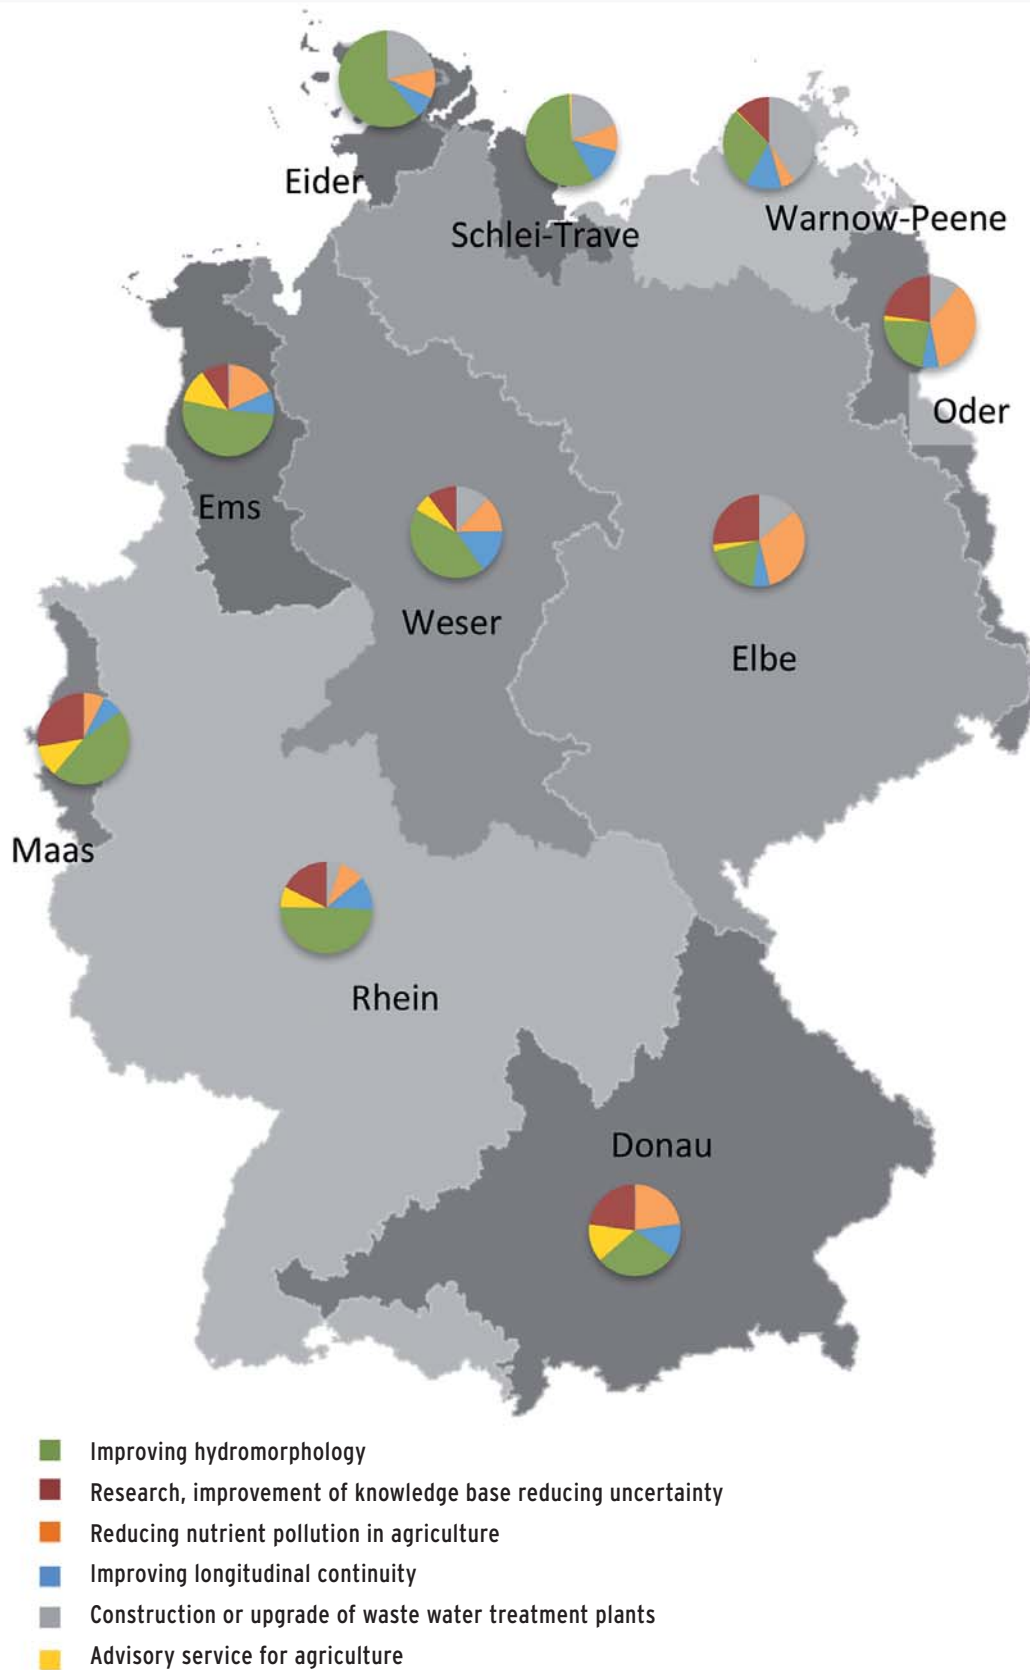 Eider
Schlei-Trave
Warnow-Peene
Oder
Ems
Weser
Elbe
Maas
Rhein
Donau
Improving hydromorphology
Research, improvement of knowledge base reducing uncertainty
Reducing nutrient pollution in agriculture
Improving longitudinal continuity
Construction or upgrade of waste water treatment plants
Advisory service for agriculture